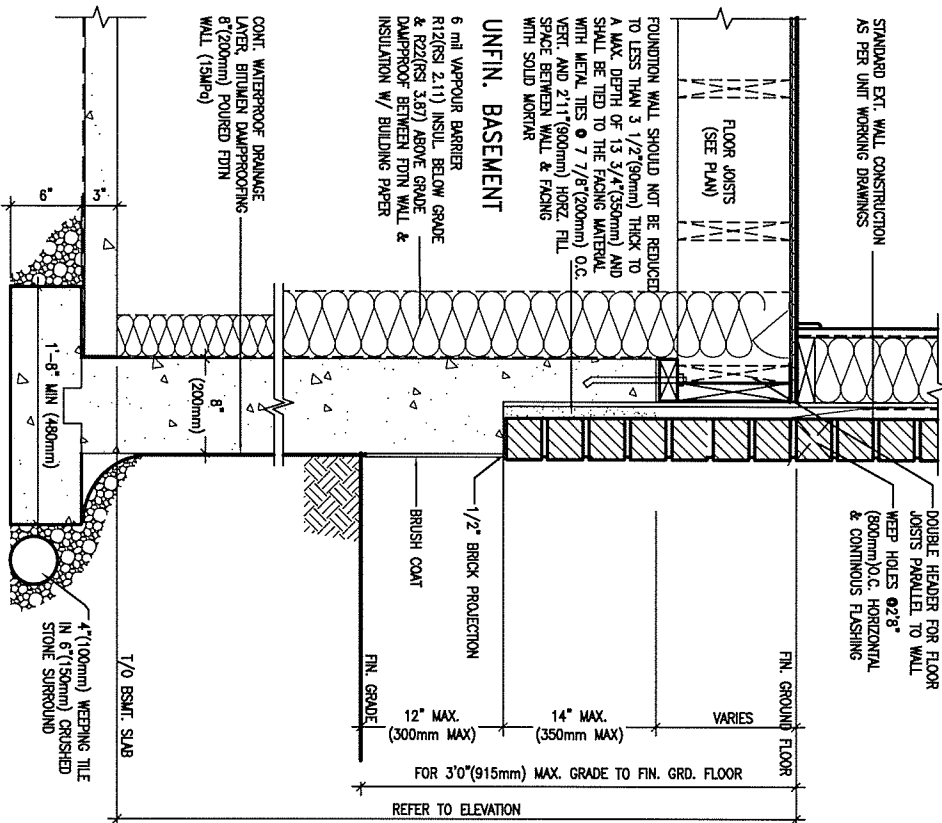 STANDARD EXT. WALL CONSTRUCTION
AS PER UNIT WORKING DRAWINGS
FLOOR JOISTS
(SEE PLAN)
FOUNDTION WALL SHOULD NOT BE REDUCED
TO LESS THAN 3 1/2"(90mm) THICK TO
A MAX. DEPTH OF 13 3/4"(350mm) AND
SHALL BE TIED TO THE FACING MATERIAL
WITH METAL TIES @ 7 7/8"(200mm) O.C.
VERT. AND 2'11"(900mm) HORZ. FILL
SPACE BETWEEN WALL & FACING
WITH SOLID MORTAR
UNFIN. BASEMENT
6 mil VAPPOUR BARRIER
R12(RSI 2.11) INSUL BELOW GRADE
& R22(RSI 3.87) ABOVE GRADE
DAMPPROOF BETWEEN FDTN WALL &
INSULATION W/ BUILDING PAPER
CONT. WATERPROOF DRAINAGE
LAYER, BITUMEN DAMPPROOFING
8"(200mm) POURED FDTN
WALL (15MPa)
3"
6"
8"
(200mm)
1'-8" MIN (480mm)
DOUBLE HEADER FOR FLOOR
JOISTS PARALLEL TO WALL
WEEP HOLES @2'8"
(800mm)O.C. HORIZONTAL
& CONTINOUS FLASHING
1/2" BRICK PROJECTION
BRUSH COAT
4"(100mm) WEEPING TILE
IN 6"(150mm) CRUSHED
STONE SURROUND
FIN. GROUND FLOOR
FIN. GRADE
T/O BSMT. SLAB
VARIES
14" MAX.
(350mm MAX)
12" MAX.
(300mm MAX)
FOR 3'0"(915mm) MAX. GRADE TO FIN. GRD. FLOOR
REFER TO ELEVATION